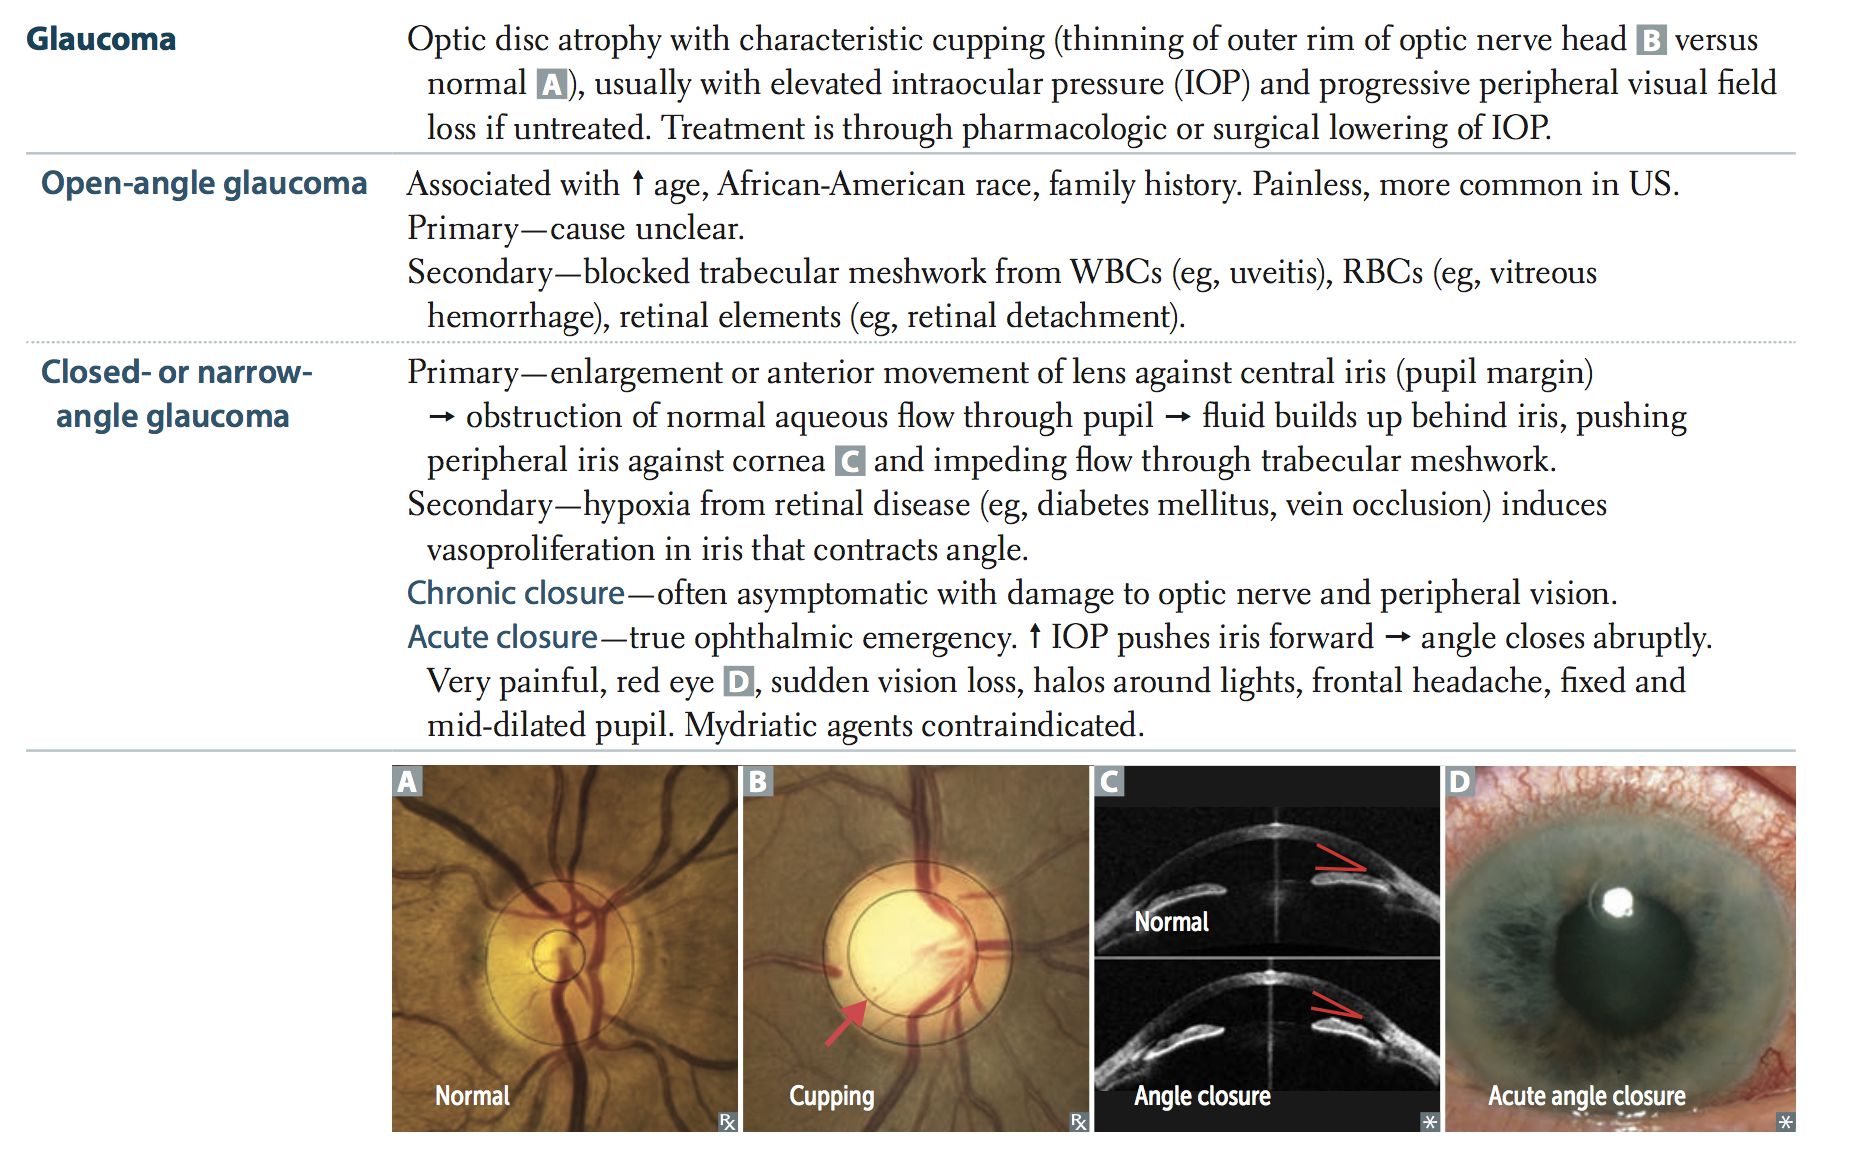 Glaucoma
Optic disc atrophy with characteristic cupping (thinning of outer rim of optic nerve head B versus
normal A), usually with elevated intraocular pressure (IOP) and progressive peripheral visual field
loss if untreated. Treatment is through pharmacologic or surgical lowering of IOP.
Open-angle glaucoma
Associated with ↑ age, African-American race, family history. Painless, more common in US.
Primary—cause unclear.
Secondary—blocked trabecular meshwork from WBCs (eg, uveitis), RBCs (eg, vitreous
hemorrhage), retinal elements (eg, retinal detachment).
Closed- or narrow-
angle glaucoma
Primary—enlargement or anterior movement of lens against central iris (pupil margin)
→ obstruction of normal aqueous flow through pupil → fluid builds up behind iris, pushing
peripheral iris against cornea C and impeding flow through trabecular meshwork.
Secondary—hypoxia from retinal disease (eg, diabetes mellitus, vein occlusion) induces
vasoproliferation in iris that contracts angle.
Chronic closure—often asymptomatic with damage to optic nerve and peripheral vision.
Acute closure—true ophthalmic emergency. ↑ IOP pushes iris forward → angle closes abruptly.
Very painful, red eye D, sudden vision loss, halos around lights, frontal headache, fixed and
mid-dilated pupil. Mydriatic agents contraindicated.
A
Normal
℞
B
Cupping
℞
C
Normal
Angle closure
*
D
Acute angle closure
*